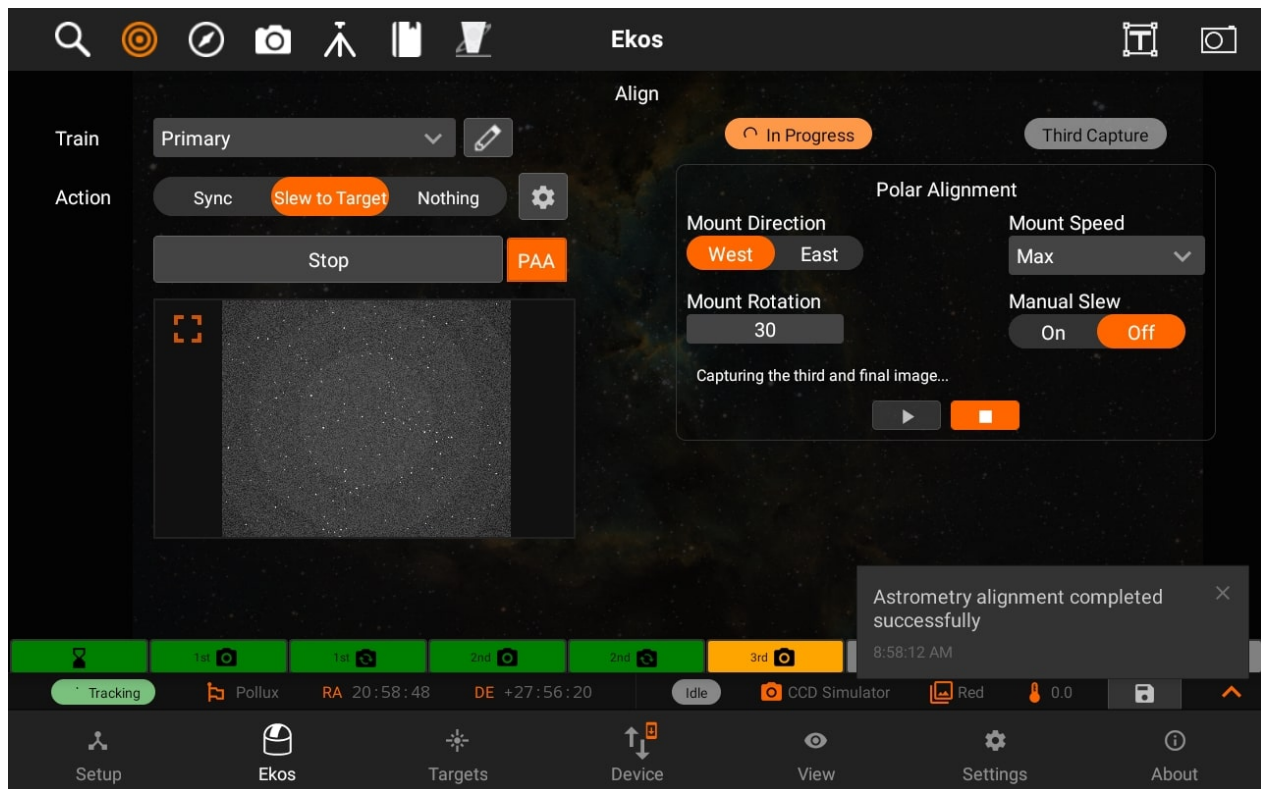 Ekos
Align
Train
Primary
In Progress
Third Capture
Action
Sync
Slew to Target
Nothing
Stop
PAA
Polar Alignment
Mount Direction
Mount Speed
West
East
Max
Mount Rotation
Manual Slew
30
On
Off
Capturing the third and final image...
Astrometry alignment completed
successfully
8:58:12 AM
1st
1st
2nd
2nd
3rd
Tracking
Pollux
RA 20:58:48
DE +27:56:20
Idle
CCD Simulator
Red
0.0
Setup
Ekos
Targets
Device
View
Settings
About